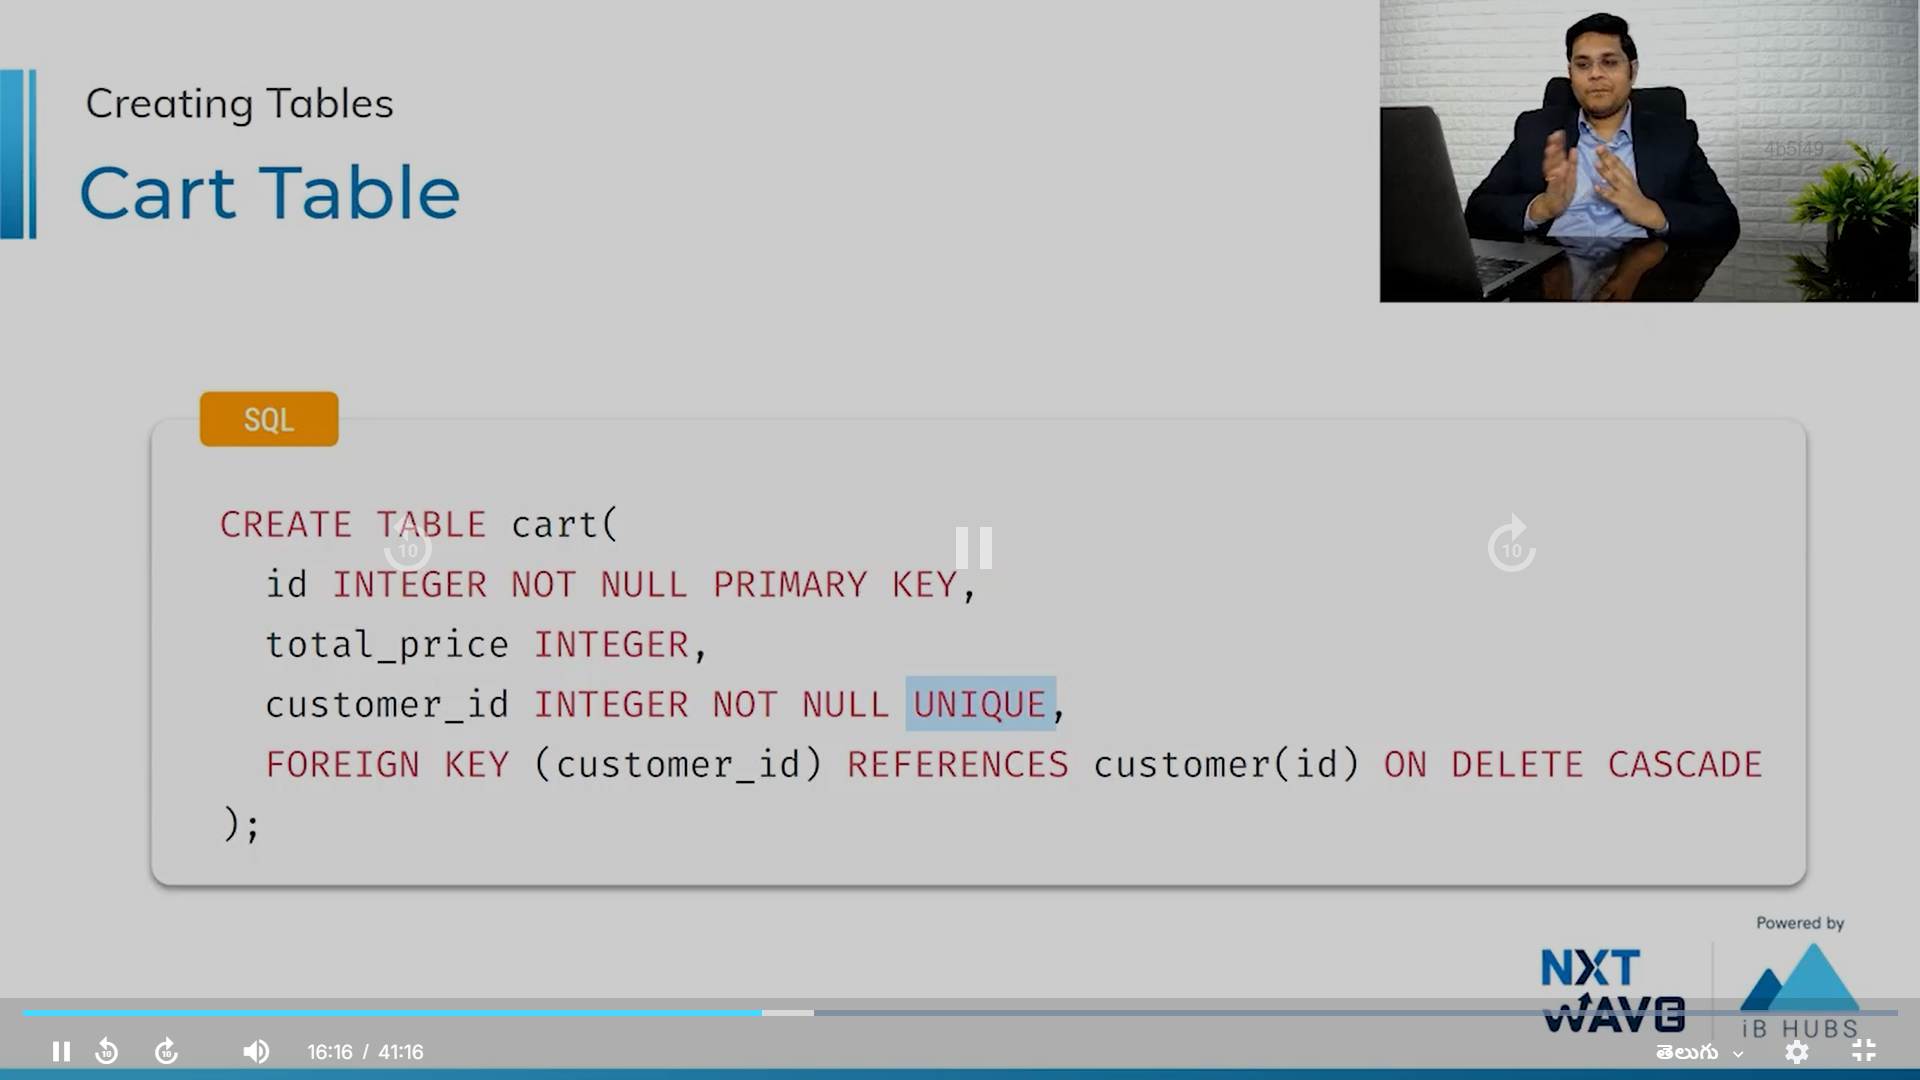 Creating Tables
Cart Table
4b5f49
SQL
CREATE TABLE cart(
id INTEGER NOT NULL PRIMARY KEY,
total_price INTEGER,
customer_id INTEGER NOT NULL UNIQUE,
FOREIGN KEY (customer_id) REFERENCES customer(id) ON DELETE CASCADE
);
10
10
Powered by
NXT
WAVE
iB HUBS
10
10
16:16 / 41:16
తెలుగు